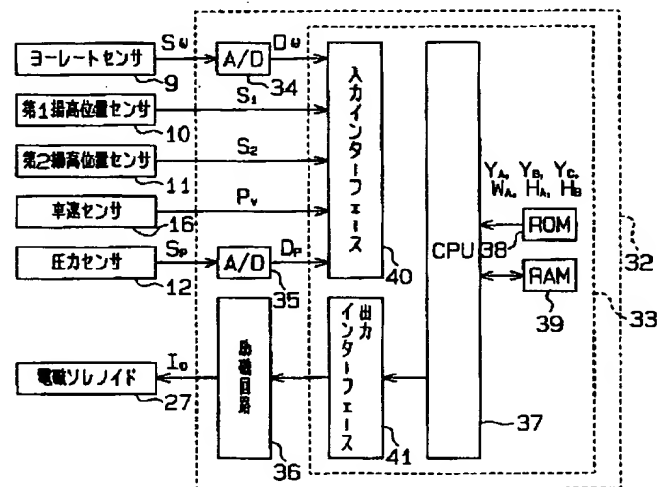 ヨーレートセンサ
9
Sω
A/D
34
Dω
第1揚高位置センサ
10
S1
第2揚高位置センサ
11
S2
車速センサ
16
Pv
圧力センサ
12
SP
A/D
35
DP
入力インターフェース
40
電磁ソレノイド
27
I0
励磁回路
36
出力インターフェース
41
CPU
37
YA, YB, YC,
WA, HA, HB
ROM
38
RAM
39
32
33